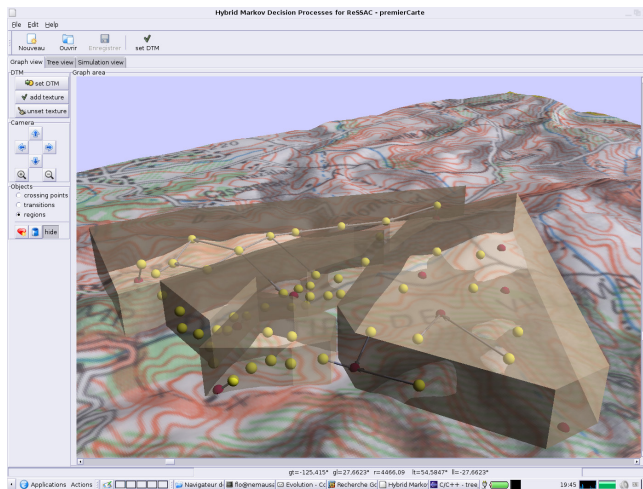 Hybrid Markov Decision Processes for ReSSAC - premierCarte
File Edit Help
Nouveau Ouvrir Enregistrer set DTM
Graph view Tree view Simulation view
DTM
Graph area
set DTM
add texture
unset texture
Camera
Objects
crossing points
transitions
regions
hide
gt=-125.415° gl=27.6623° r=4466.09 lt=54.5847° ll=-27.6623°
Applications Actions Navigateur d flo@nemauss Evolution - Co Recherche Go Hybrid Markov C/C++ - tree_ 19:45